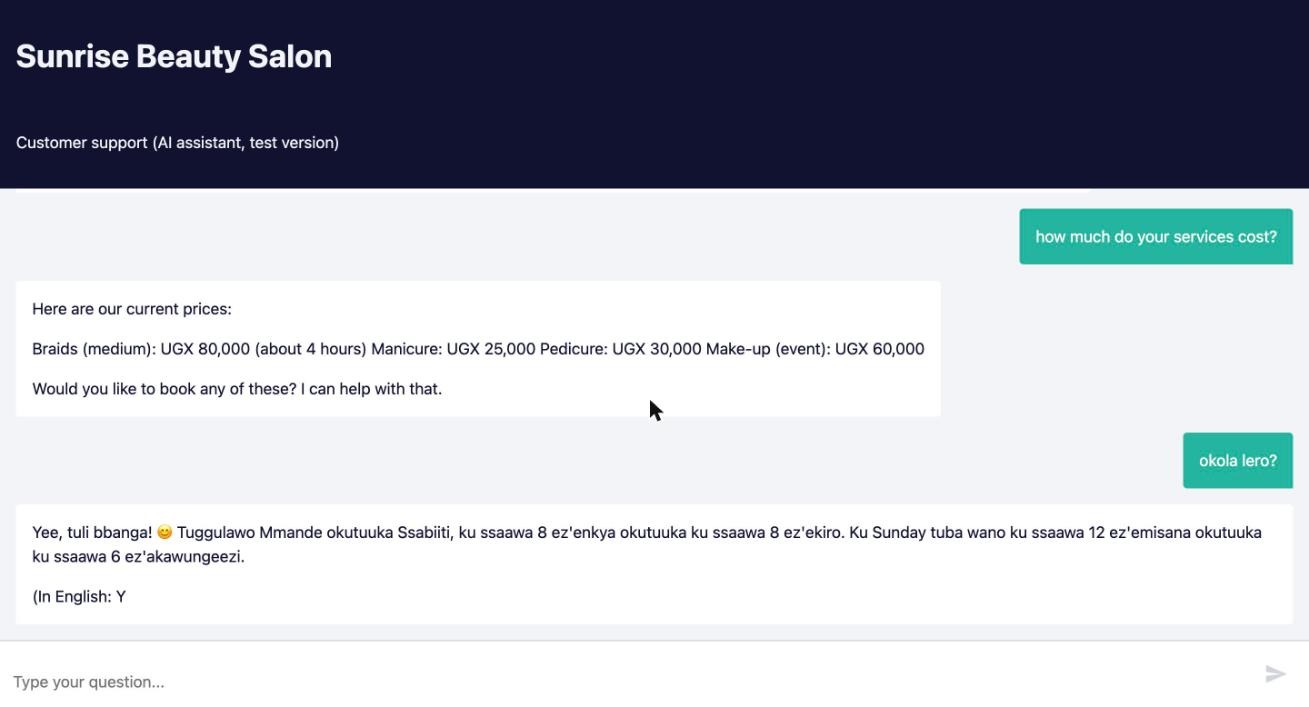 Sunrise Beauty Salon
Customer support (AI assistant, test version)
how much do your services cost?
Here are our current prices:
Braids (medium): UGX 80,000 (about 4 hours) Manicure: UGX 25,000 Pedicure: UGX 30,000 Make-up (event): UGX 60,000
Would you like to book any of these? I can help with that.
okola lero?
Yee, tuli bbanga! 😊 Tuggulawo Mmande okutuuka Ssabiiti, ku ssaawa 8 ez'enkya okutuuka ku ssaawa 8 ez'ekiro. Ku Sunday tuba wano ku ssaawa 12 ez'emisana okutuuka
ku ssaawa 6 ez'akawungeezi.
(In English: Y
Type your question...